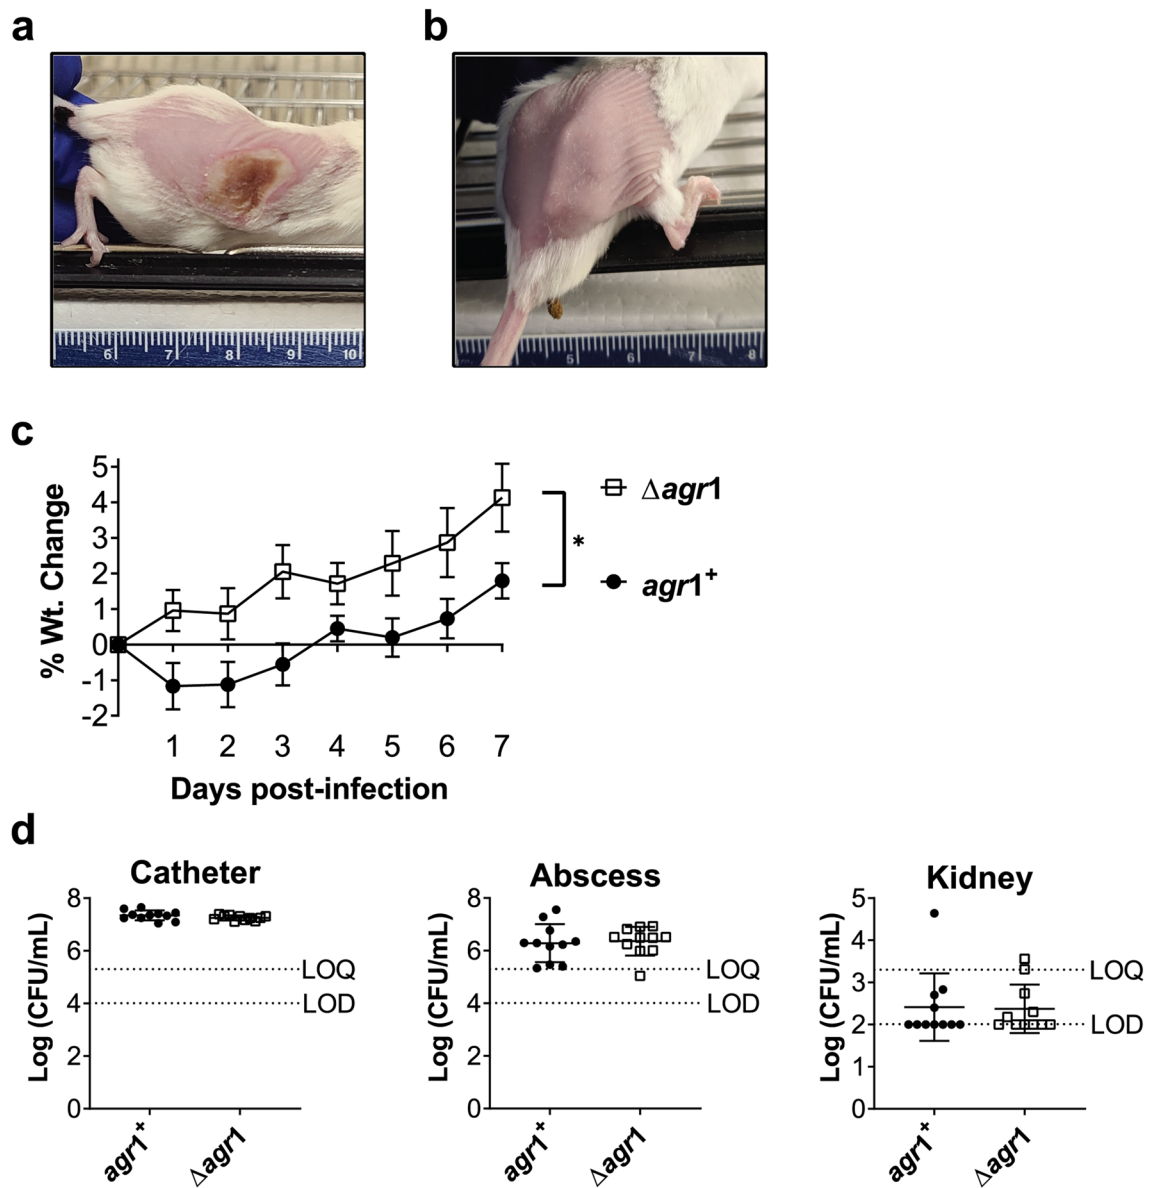 a
b
6 7 8 9 10
5 6 7 8
c
% Wt. Change
5
4
3
2
1
0
-1
-2
1 2 3 4 5 6 7
Days post-infection
Δagr1
*
agr1⁺
d
Catheter
Log (CFU/mL)
8
6
4
2
0
LOQ
LOD
agr1⁺ Δagr1
Abscess
Log (CFU/mL)
8
6
4
2
0
LOQ
LOD
agr1⁺ Δagr1
Kidney
Log (CFU/mL)
5
4
3
2
1
0
LOQ
LOD
agr1⁺ Δagr1